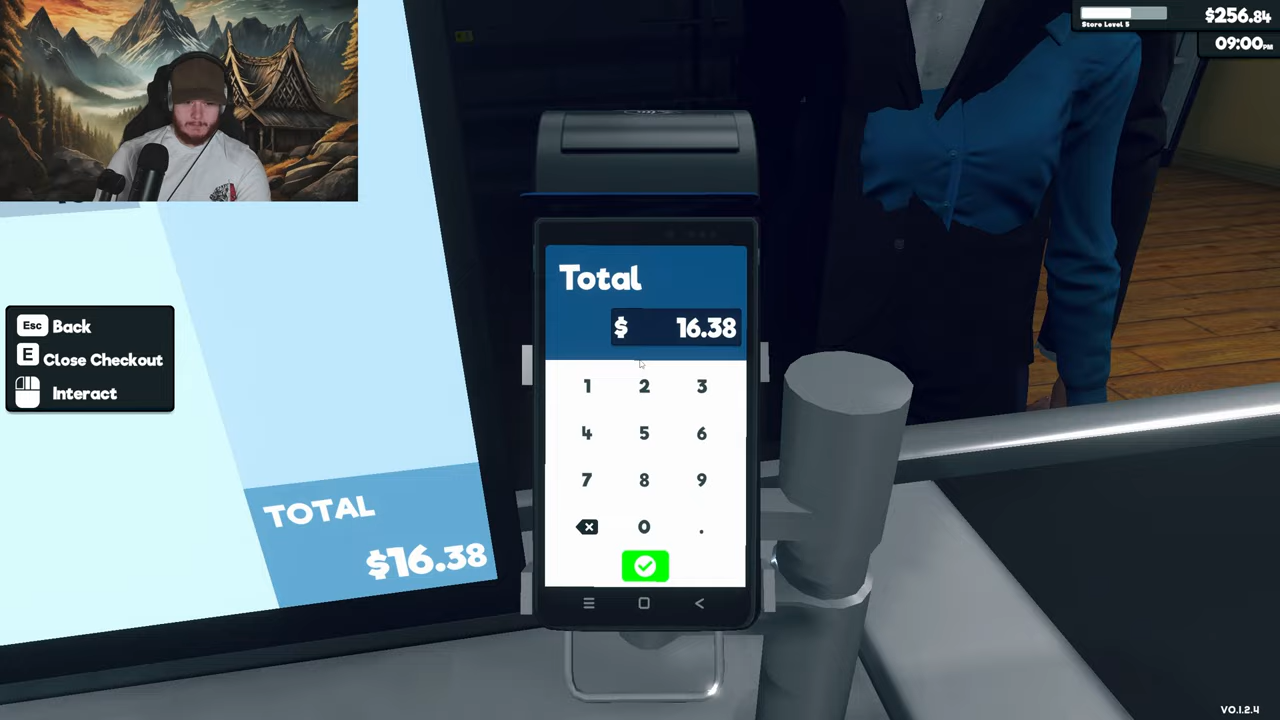 $256.84
Store Level 5
09:00PM
Total
$ 16.38
Esc Back
E Close Checkout
Interact
1 2 3
4 5 6
7 8 9
0 .
TOTAL
$16.38
V0.1.2.4